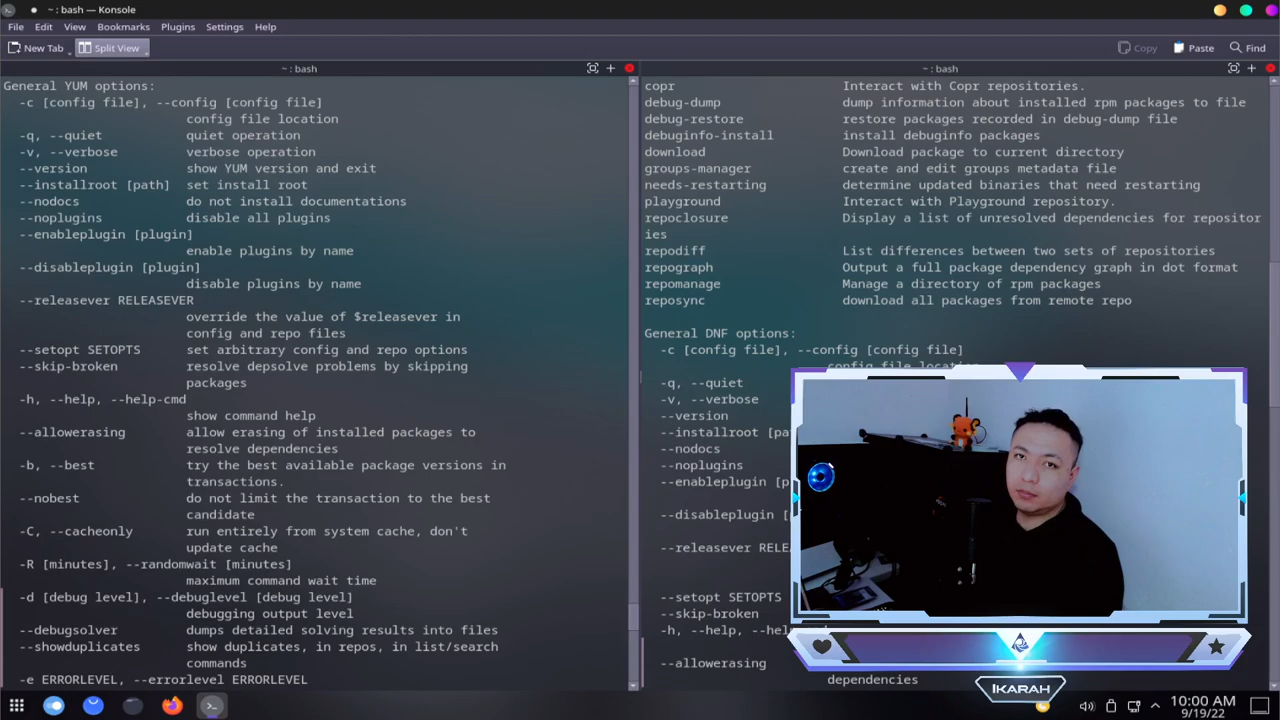 ~ : bash — Konsole
File Edit View Bookmarks Plugins Settings Help
New Tab Split View Copy Paste Find
~ : bash
General YUM options:
-c [config file], --config [config file]
config file location
-q, --quiet quiet operation
-v, --verbose verbose operation
--version show YUM version and exit
--installroot [path] set install root
--nodocs do not install documentations
--noplugins disable all plugins
--enableplugin [plugin]
enable plugins by name
--disableplugin [plugin]
disable plugins by name
--releasever RELEASEVER
override the value of $releasever in
config and repo files
--setopt SETOPTS set arbitrary config and repo options
--skip-broken resolve depsolve problems by skipping
packages
-h, --help, --help-cmd
show command help
--allowerasing allow erasing of installed packages to
resolve dependencies
-b, --best try the best available package versions in
transactions.
--nobest do not limit the transaction to the best
candidate
-C, --cacheonly run entirely from system cache, don't
update cache
-R [minutes], --randomwait [minutes]
maximum command wait time
-d [debug level], --debuglevel [debug level]
debugging output level
--debugsolver dumps detailed solving results into files
--showduplicates show duplicates, in repos, in list/search
commands
-e ERRORLEVEL, --errorlevel ERRORLEVEL
~ : bash
copr Interact with Copr repositories.
debug-dump dump information about installed rpm packages to file
debug-restore restore packages recorded in debug-dump file
debuginfo-install install debuginfo packages
download Download package to current directory
groups-manager create and edit groups metadata file
needs-restarting determine updated binaries that need restarting
playground Interact with Playground repository.
repoclosure Display a list of unresolved dependencies for repositor
ies
repodiff List differences between two sets of repositories
repograph Output a full package dependency graph in dot format
repomanage Manage a directory of rpm packages
reposync download all packages from remote repo
General DNF options:
-c [config file], --config [config file]
config file location
-q, --quiet
-v, --verbose
--version
--installroot [pa
--nodocs
--noplugins
--enableplugin [p
--disableplugin [
--releasever RELE
--setopt SETOPTS
--skip-broken
-h, --help, --hel
--allowerasing
dependencies
IKARAH
10:00 AM
9/19/22